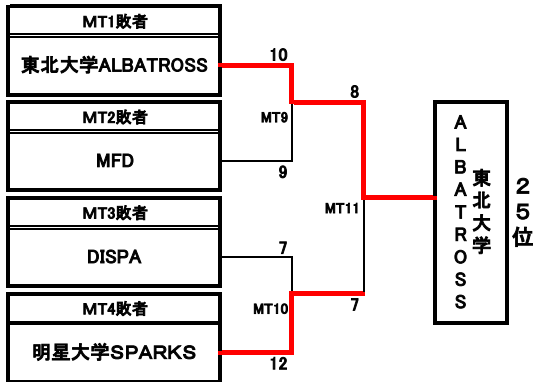 MT1敗者
東北大学ALBATROSS
10
8
MT2敗者
MT9
MFD
9
ALBATROSS
東北大学
25位
MT3敗者
MT11
DISPA
7
MT4敗者
MT10
7
明星大学SPARKS
12